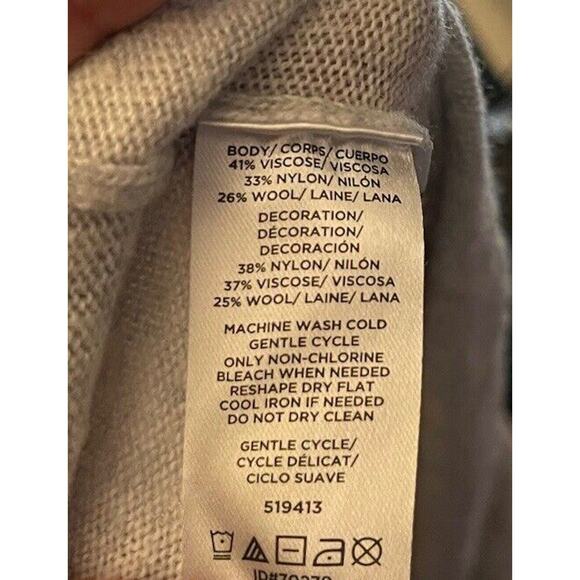 BODY/ CORPS/ CUERPO
41% VISCOSE/ VISCOSA
33% NYLON/ NILÓN
26% WOOL/ LAINE/ LANA
DECORATION/
DÉCORATION/
DECORACIÓN
38% NYLON/ NILÓN
37% VISCOSE/ VISCOSA
25% WOOL/ LAINE/ LANA
MACHINE WASH COLD
GENTLE CYCLE
ONLY NON-CHLORINE
BLEACH WHEN NEEDED
RESHAPE DRY FLAT
COOL IRON IF NEEDED
DO NOT DRY CLEAN
GENTLE CYCLE/
CYCLE DÉLICAT/
CICLO SUAVE
519413